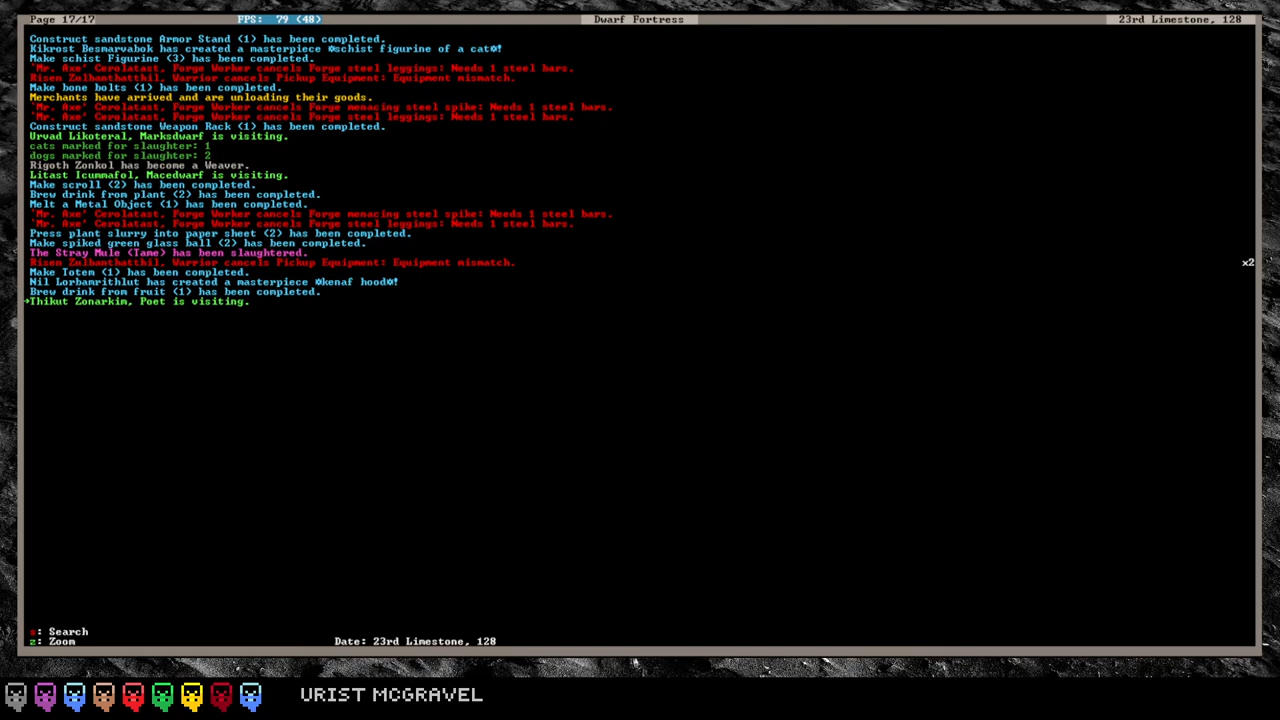 Page 17/17 FPS: 79 (48) Dwarf Fortress 23rd Limestone, 128
Construct sandstone Armor Stand (1) has been completed.
Kikrost Besmarvabok has created a masterpiece ☼schist figurine of a cat☼!
Make schist Figurine (3) has been completed.
'Mr. Axe' Cerolatast, Forge Worker cancels Forge steel leggings: Needs 1 steel bars.
Risen Zulbanthatthil, Warrior cancels Pickup Equipment: Equipment mismatch.
Make bone bolts (1) has been completed.
Merchants have arrived and are unloading their goods.
'Mr. Axe' Cerolatast, Forge Worker cancels Forge menacing steel spike: Needs 1 steel bars.
'Mr. Axe' Cerolatast, Forge Worker cancels Forge steel leggings: Needs 1 steel bars.
Construct sandstone Weapon Rack (1) has been completed.
Urvad Likoteral, Marksdwarf is visiting.
cats marked for slaughter: 1
dogs marked for slaughter: 2
Rigoth Zonkol has become a Weaver.
Litast Icummafol, Macedwarf is visiting.
Make scroll (2) has been completed.
Brew drink from plant (2) has been completed.
Melt a Metal Object (1) has been completed.
'Mr. Axe' Cerolatast, Forge Worker cancels Forge menacing steel spike: Needs 1 steel bars.
'Mr. Axe' Cerolatast, Forge Worker cancels Forge steel leggings: Needs 1 steel bars.
Press plant slurry into paper sheet (2) has been completed.
Make spiked green glass ball (2) has been completed.
The Stray Mule (Tame) has been slaughtered.
Risen Zulbanthatthil, Warrior cancels Pickup Equipment: Equipment mismatch. x2
Make Totem (1) has been completed.
Nil Lorbamrithlut has created a masterpiece ☼kenaf hood☼!
Brew drink from fruit (1) has been completed.
→Thikut Zonarkim, Poet is visiting.
s: Search
z: Zoom Date: 23rd Limestone, 128
URIST MCGRAVEL